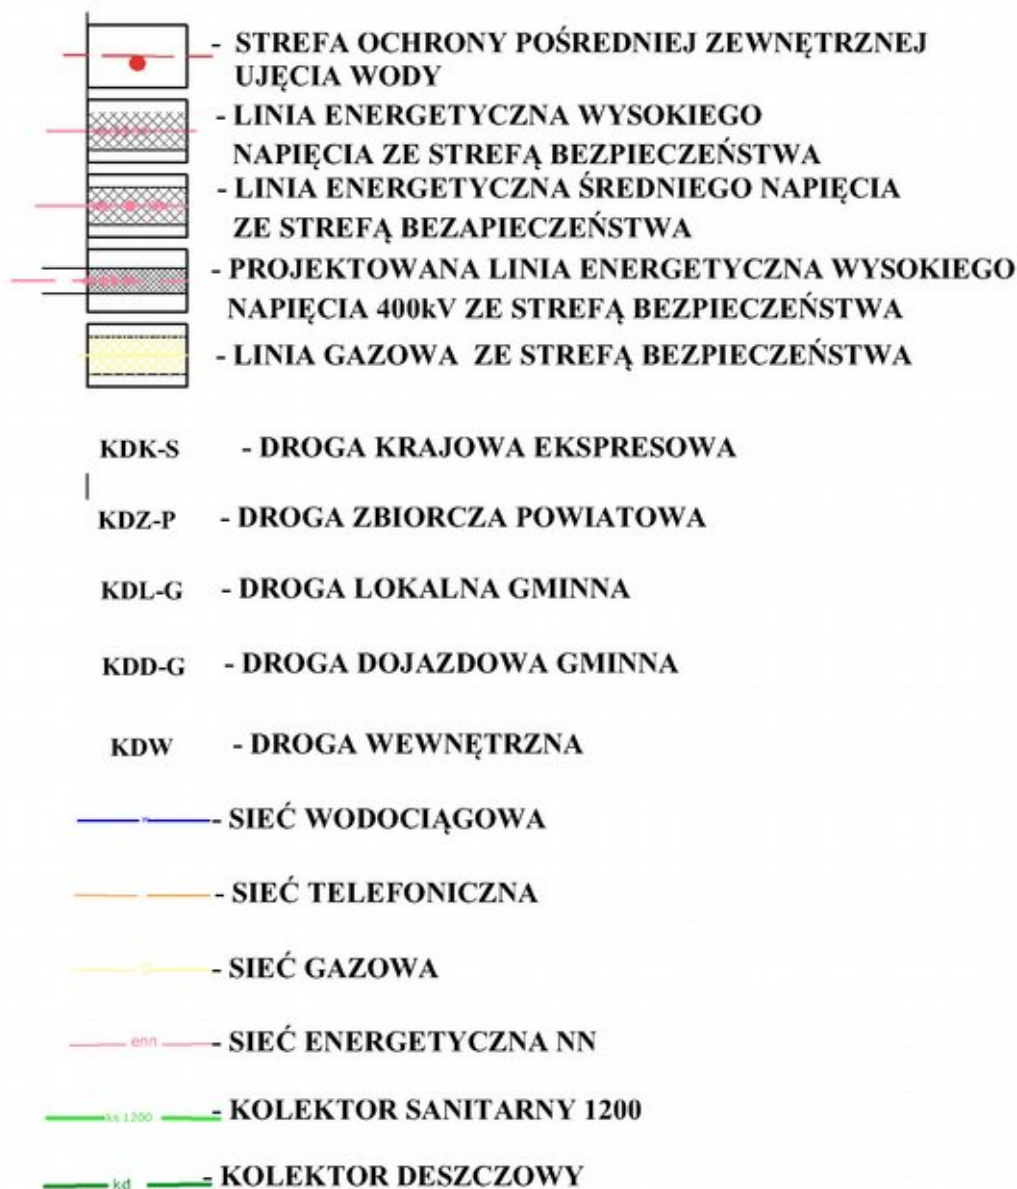 - STREFA OCHRONY POŚREDNIEJ ZEWNĘTRZNEJ
UJĘCIA WODY
- LINIA ENERGETYCZNA WYSOKIEGO
NAPIĘCIA ZE STREFĄ BEZPIECZEŃSTWA
- LINIA ENERGETYCZNA ŚREDNIEGO NAPIĘCIA
ZE STREFĄ BEZAPIECZEŃSTWA
- PROJEKTOWANA LINIA ENERGETYCZNA WYSOKIEGO
NAPIĘCIA 400kV ZE STREFĄ BEZPIECZEŃSTWA
- LINIA GAZOWA ZE STREFĄ BEZPIECZEŃSTWA
KDK-S - DROGA KRAJOWA EKSPRESOWA
KDZ-P - DROGA ZBIORCZA POWIATOWA
KDL-G - DROGA LOKALNA GMINNA
KDD-G - DROGA DOJAZDOWA GMINNA
KDW - DROGA WEWNĘTRZNA
- SIEĆ WODOCIĄGOWA
- SIEĆ TELEFONICZNA
- SIEĆ GAZOWA
enn - SIEĆ ENERGETYCZNA NN
ks 1200 - KOLEKTOR SANITARNY 1200
kd - KOLEKTOR DESZCZOWY